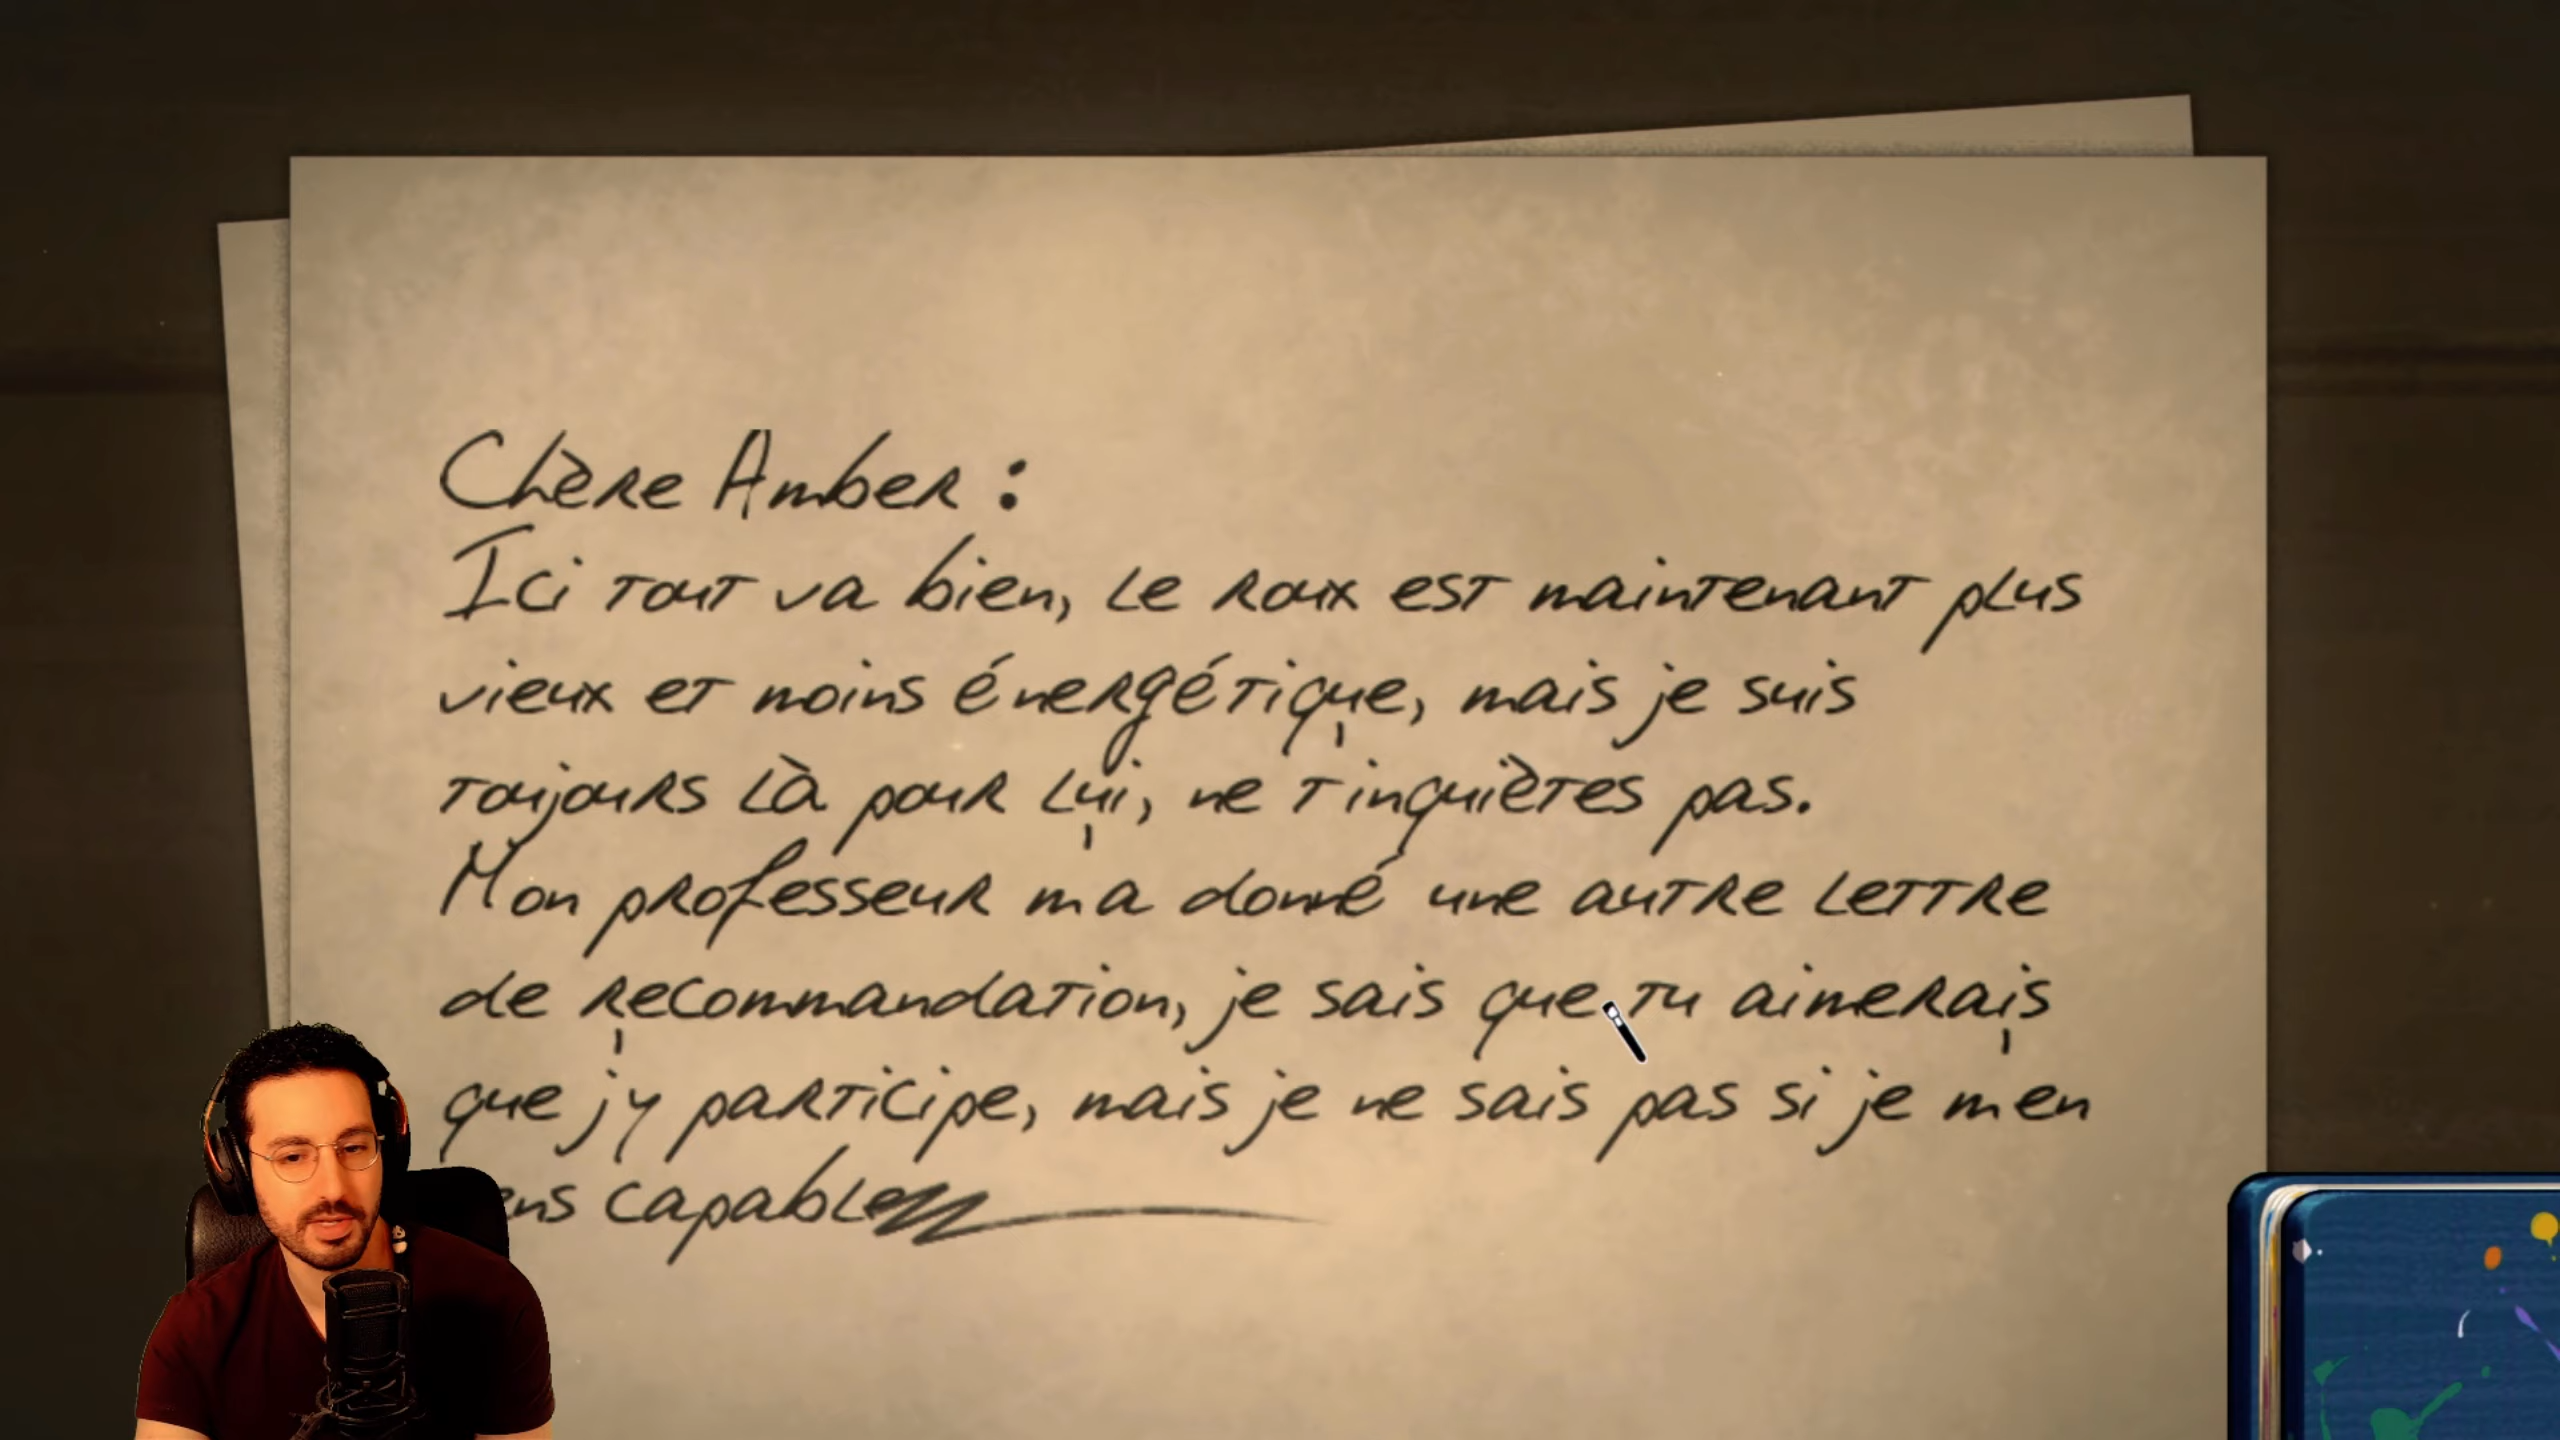 Chère Amber :
Ici tout va bien, le roux est maintenant plus
vieux et moins énergétique, mais je suis
toujours là pour lui, ne t inquiètes pas.
Mon professeur m a donné une autre lettre
de recommandation, je sais que tu aimerais
que j y participe, mais je ne sais pas si je m en
capable